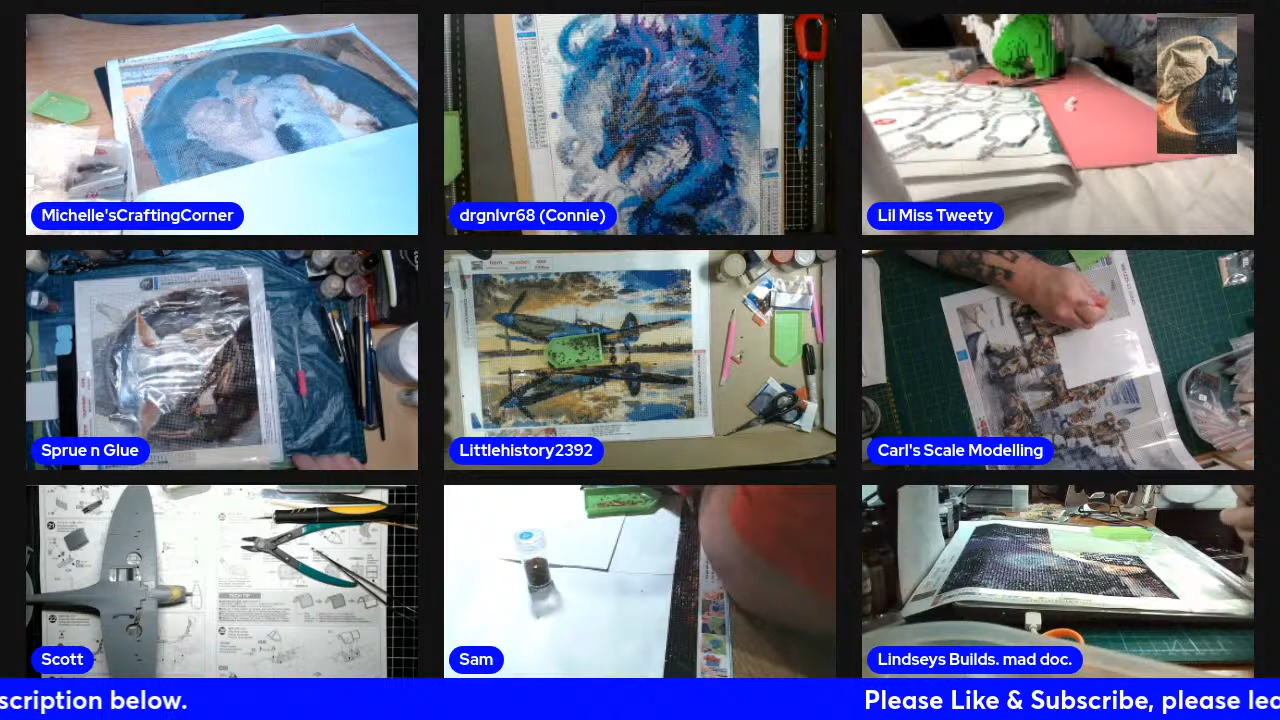 Michelle'sCraftingCorner
drgnlvr68 (Connie)
Lil Miss Tweety
Sprue n Glue
Littlehistory2392
Carl's Scale Modelling
Scott
Sam
Lindseys Builds. mad doc.
scription below.
Please Like & Subscribe, please lea